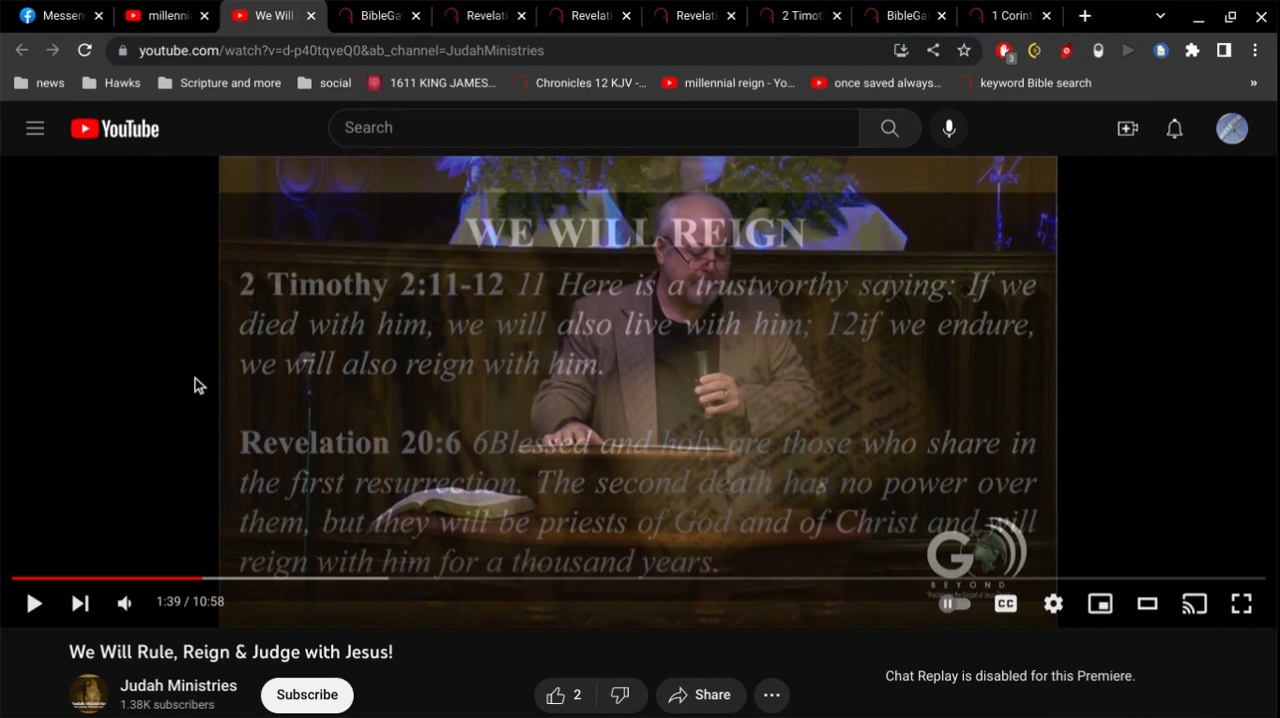 Messen
millenni
We Will
BibleGa
Revelat
Revelati
Revelati
2 Timot
BibleGa
1 Corint
youtube.com/watch?v=d-p40tqveQ0&ab_channel=JudahMinistries
3
news
Hawks
Scripture and more
social
1611 KING JAMES...
Chronicles 12 KJV -...
millennial reign - Yo...
once saved always...
keyword Bible search
»
YouTube
Search
WE WILL REIGN
2 Timothy 2:11-12 11 Here is a trustworthy saying: If we
died with him, we will also live with him; 12if we endure,
we will also reign with him.
Revelation 20:6 6Blessed and holy are those who share in
the first resurrection. The second death has no power over
them, but they will be priests of God and of Christ and will
reign with him for a thousand years.
GO
BEYOND
1:39 / 10:58
CC
We Will Rule, Reign & Judge with Jesus!
Judah Ministries
1.38K subscribers
Subscribe
2
Share
Chat Replay is disabled for this Premiere.